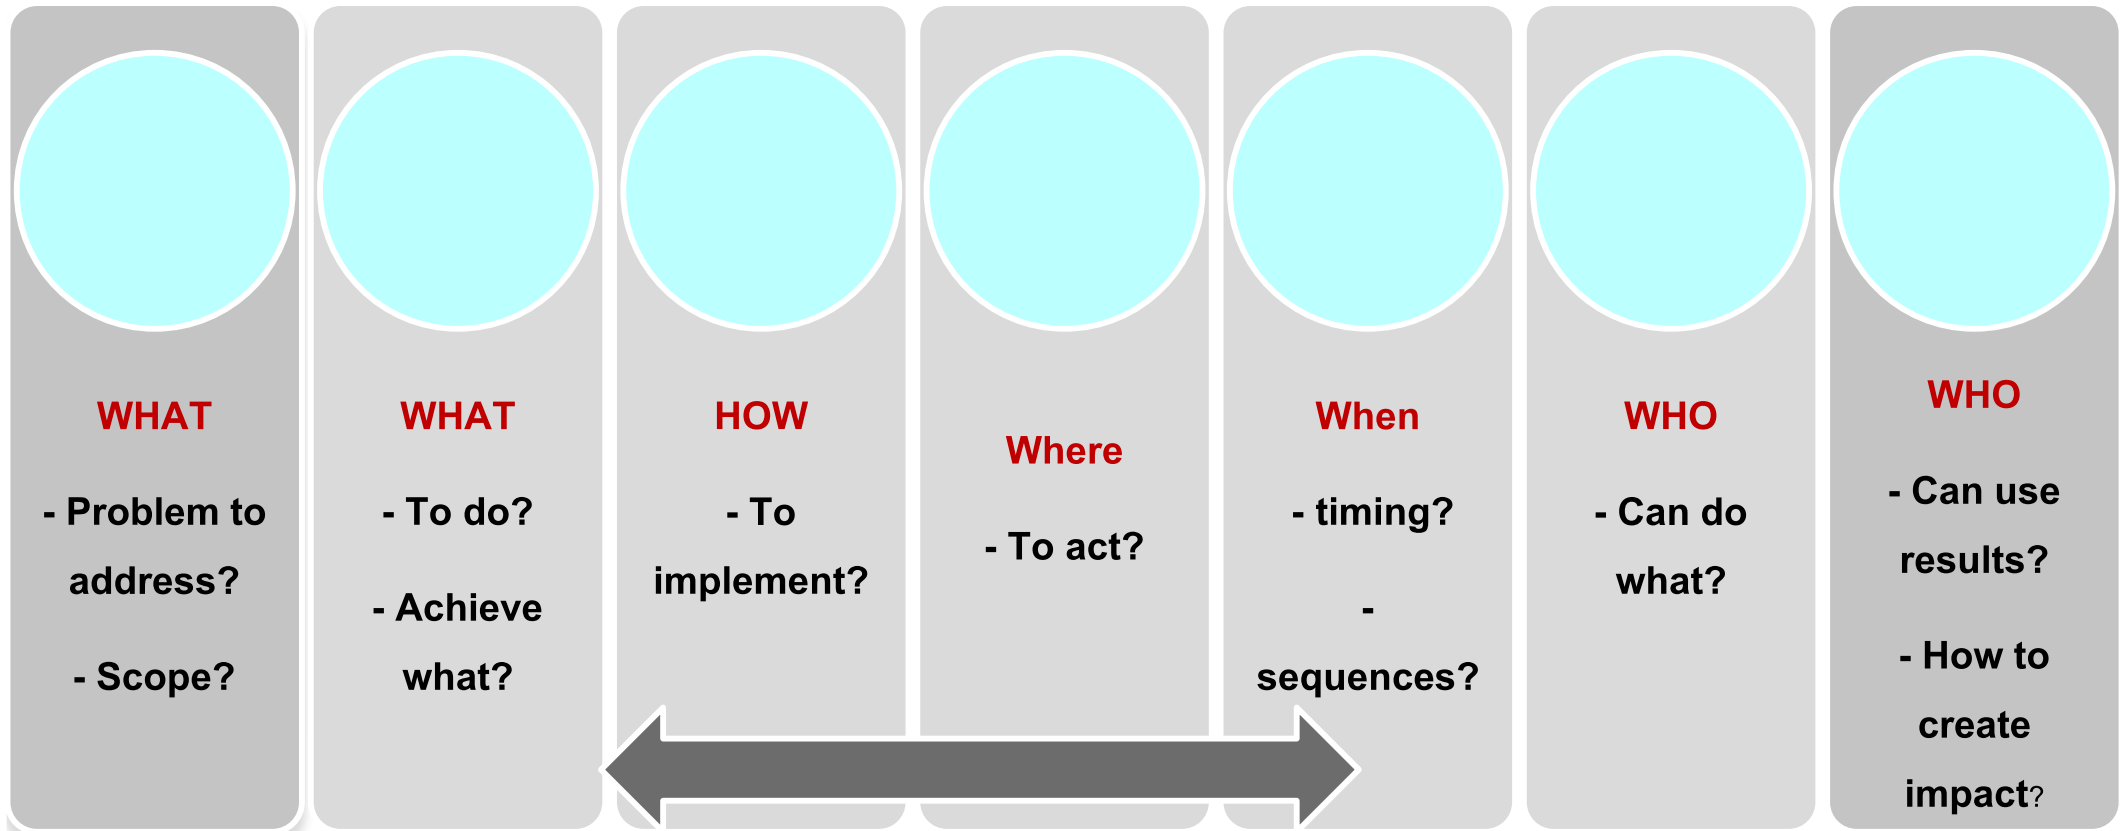 WHAT
- Problem to
address?
- Scope?
WHAT
- To do?
- Achieve
what?
HOW
- To
implement?
Where
- To act?
When
- timing?
-
sequences?
WHO
- Can do
what?
WHO
- Can use
results?
- How to
create
impact?